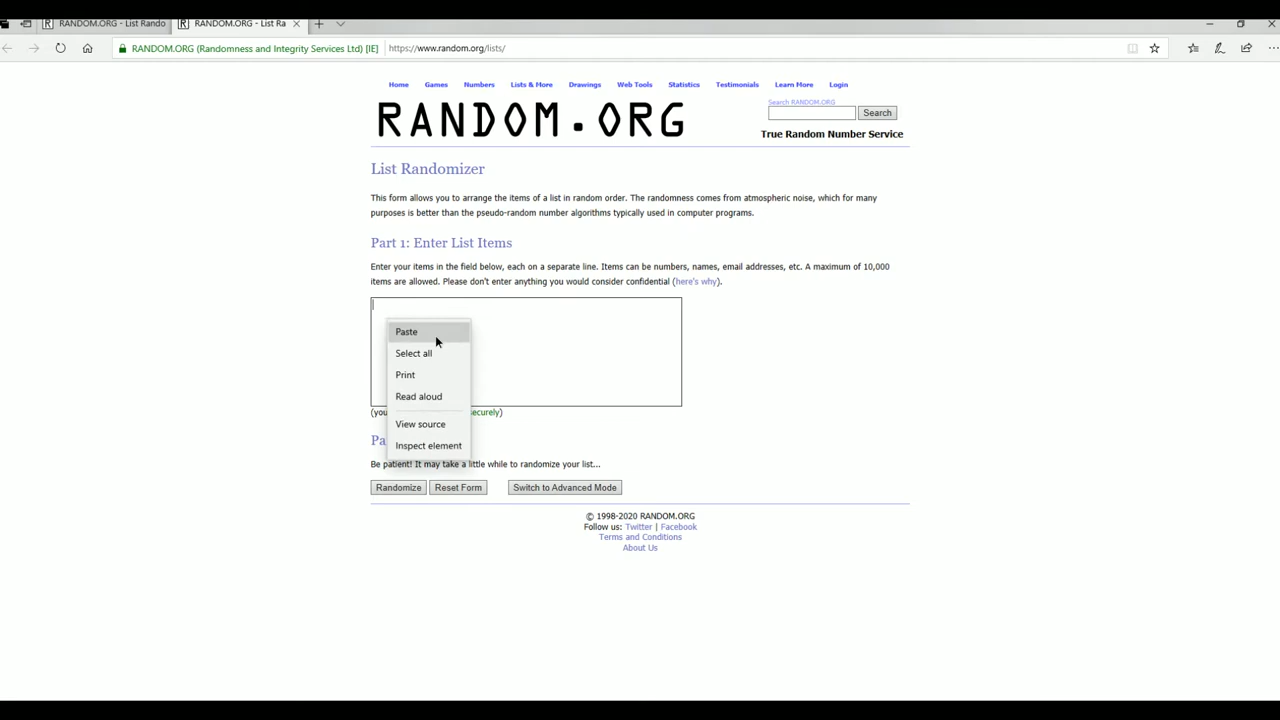 RANDOM.ORG - List Rando
RANDOM.ORG - List Ra
RANDOM.ORG (Randomness and Integrity Services Ltd) [IE]
https://www.random.org/lists/
Home Games Numbers Lists & More Drawings Web Tools Statistics Testimonials Learn More Login
RANDOM.ORG
Search RANDOM.ORG
Search
True Random Number Service
List Randomizer
This form allows you to arrange the items of a list in random order. The randomness comes from atmospheric noise, which for many
purposes is better than the pseudo-random number algorithms typically used in computer programs.
Part 1: Enter List Items
Enter your items in the field below, each on a separate line. Items can be numbers, names, email addresses, etc. A maximum of 10,000
items are allowed. Please don't enter anything you would consider confidential (here's why).
Paste
Select all
Print
Read aloud
View source
Inspect element
(you securely)
Pa
Be patient! It may take a little while to randomize your list...
Randomize Reset Form Switch to Advanced Mode
© 1998-2020 RANDOM.ORG
Follow us: Twitter | Facebook
Terms and Conditions
About Us